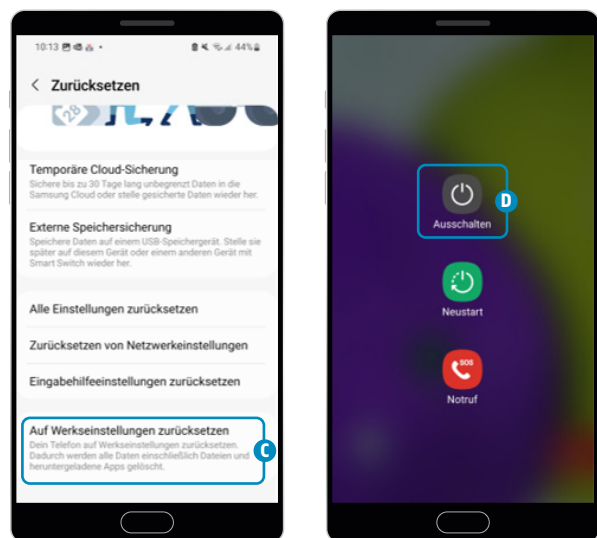 10:13
44%
< Zurücksetzen
28
Temporäre Cloud-Sicherung
Sichere bis zu 30 Tage lang unbegrenzt Daten in die
Samsung Cloud oder stelle gesicherte Daten wieder her.
Externe Speichersicherung
Speichere Daten auf einem USB-Speichergerät. Stelle sie
später auf diesem Gerät oder einem anderen Gerät mit
Smart Switch wieder her.
Alle Einstellungen zurücksetzen
Zurücksetzen von Netzwerkeinstellungen
Eingabehilfeeinstellungen zurücksetzen
Auf Werkseinstellungen zurücksetzen
Dein Telefon auf Werkseinstellungen zurücksetzen.
Dadurch werden alle Daten einschließlich Dateien und
heruntergeladene Apps gelöscht.
C
D
Ausschalten
Neustart
SOS
Notruf